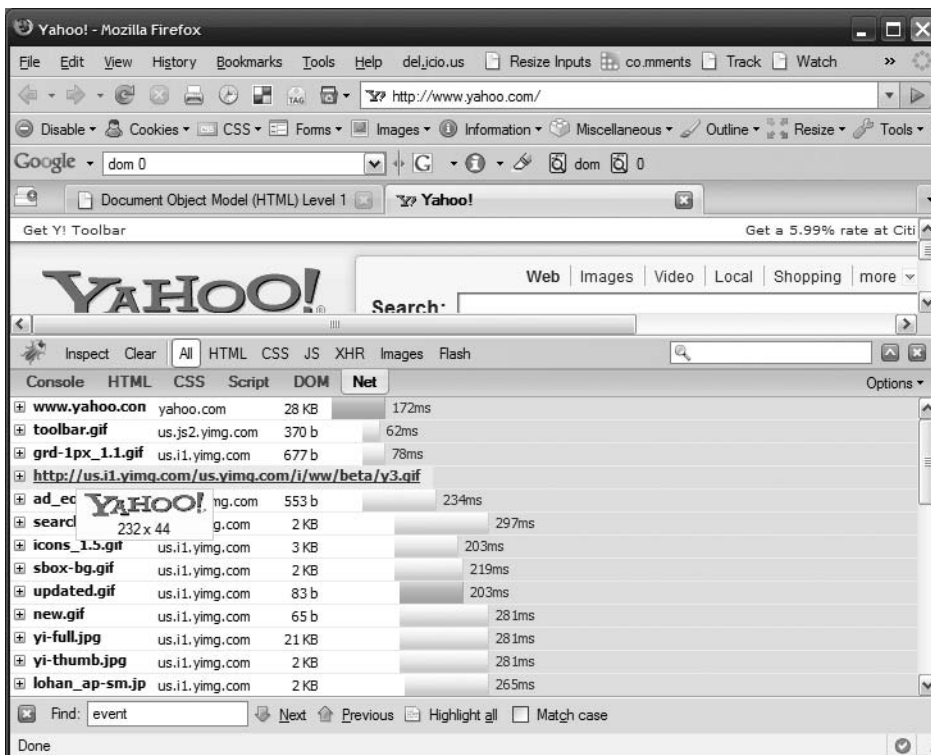 Yahoo! - Mozilla Firefox
File Edit View History Bookmarks Tools Help del.icio.us Resize Inputs co.mments Track Watch »
TAG http://www.yahoo.com/
Disable Cookies CSS Forms Images Information Miscellaneous Outline Resize Tools
Google dom 0 G dom 0
Document Object Model (HTML) Level 1 Yahoo!
Get Y! Toolbar Get a 5.99% rate at Citi
YAHOO! Web Images Video Local Shopping more
Search:
Inspect Clear All HTML CSS JS XHR Images Flash
Console HTML CSS Script DOM Net Options
www.yahoo.con yahoo.com 28 KB 172ms
toolbar.gif us.js2.yimg.com 370 b 62ms
grd-1px_1.1.gif us.i1.yimg.com 677 b 78ms
http://us.i1.yimg.com/us.yimg.com/i/ww/beta/y3.gif
ad_ec mg.com 553 b 234ms
YAHOO!
searcl g.com 2 KB 297ms
232 x 44
icons_1.5.gif us.i1.yimg.com 3 KB 203ms
sbox-bg.gif us.i1.yimg.com 2 KB 219ms
updated.gif us.i1.yimg.com 83 b 203ms
new.gif us.i1.yimg.com 65 b 281ms
yi-full.jpg us.i1.yimg.com 21 KB 281ms
yi-thumb.jpg us.i1.yimg.com 2 KB 281ms
lohan_ap-sm.jp us.i1.yimg.com 2 KB 265ms
Find: event Next Previous Highlight all Match case
Done